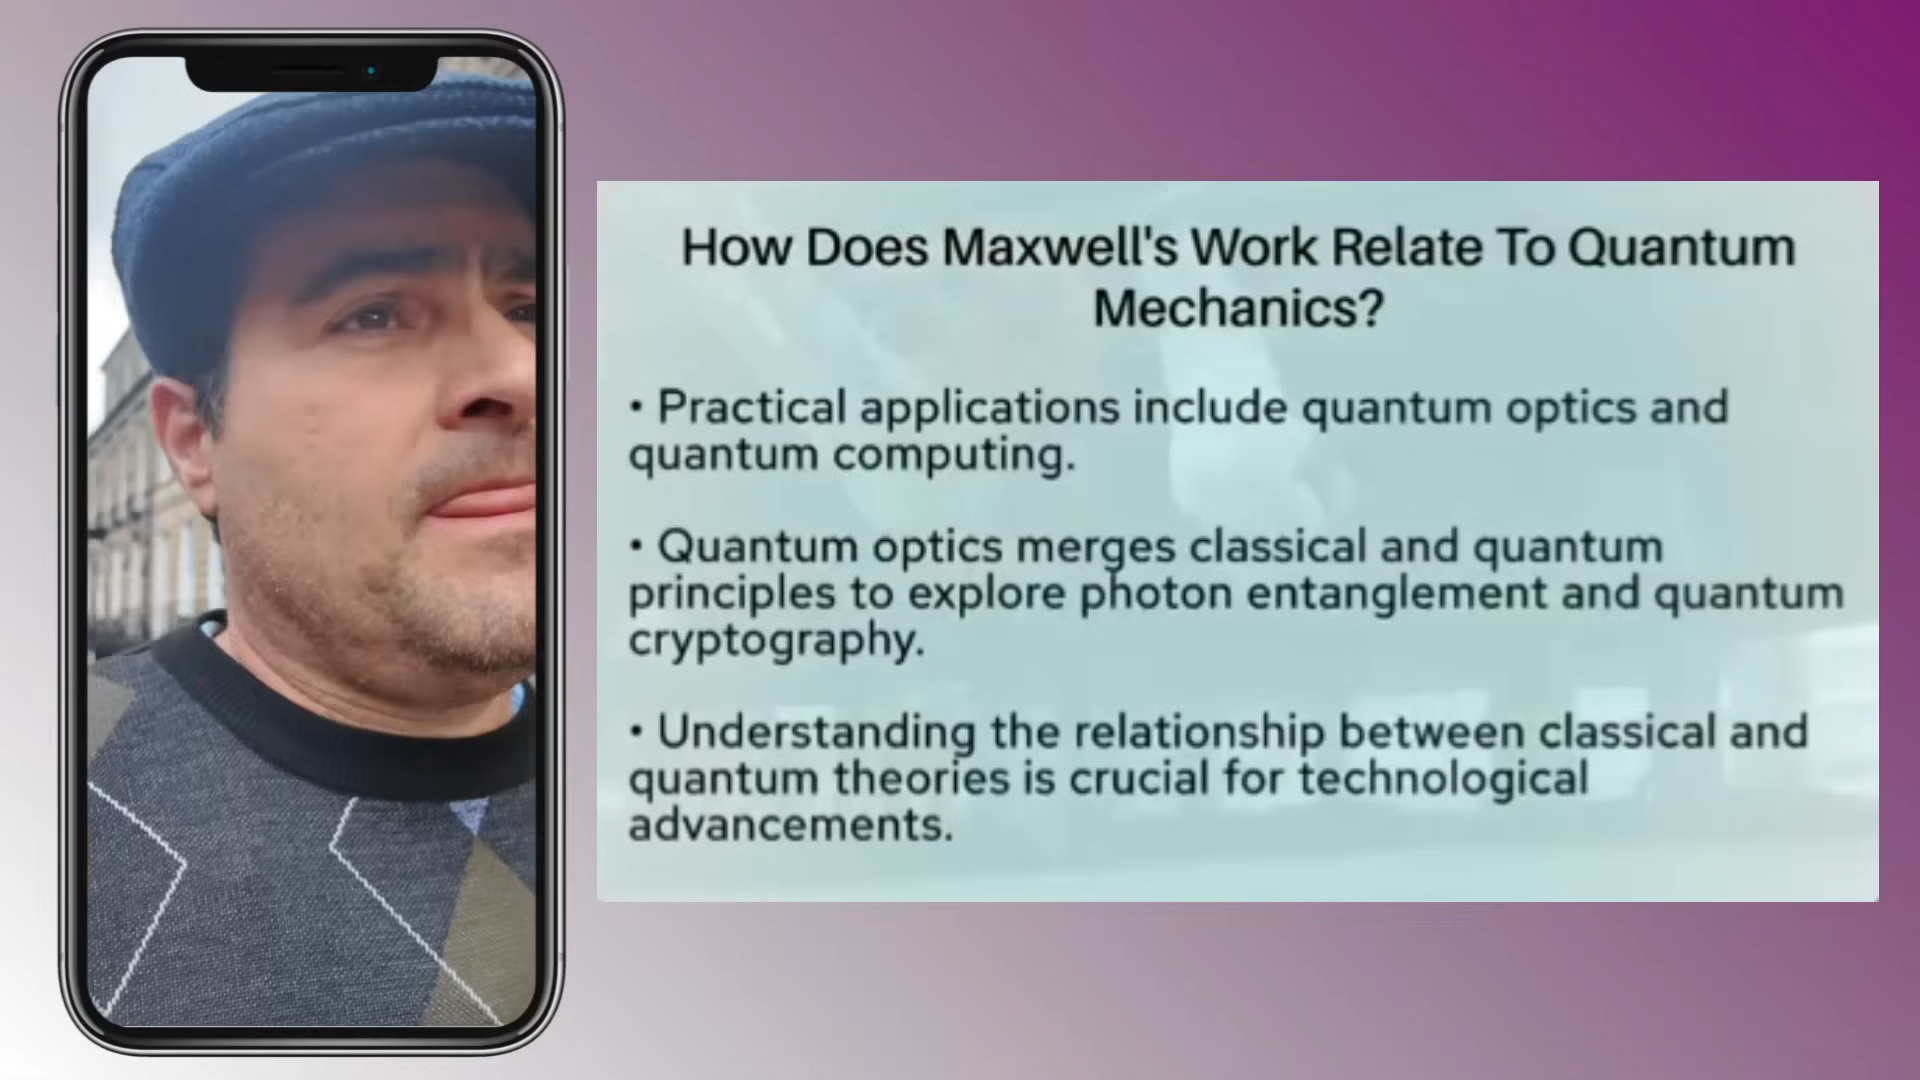 How Does Maxwell's Work Relate To Quantum
Mechanics?
• Practical applications include quantum optics and
quantum computing.
• Quantum optics merges classical and quantum
principles to explore photon entanglement and quantum
cryptography.
• Understanding the relationship between classical and
quantum theories is crucial for technological
advancements.